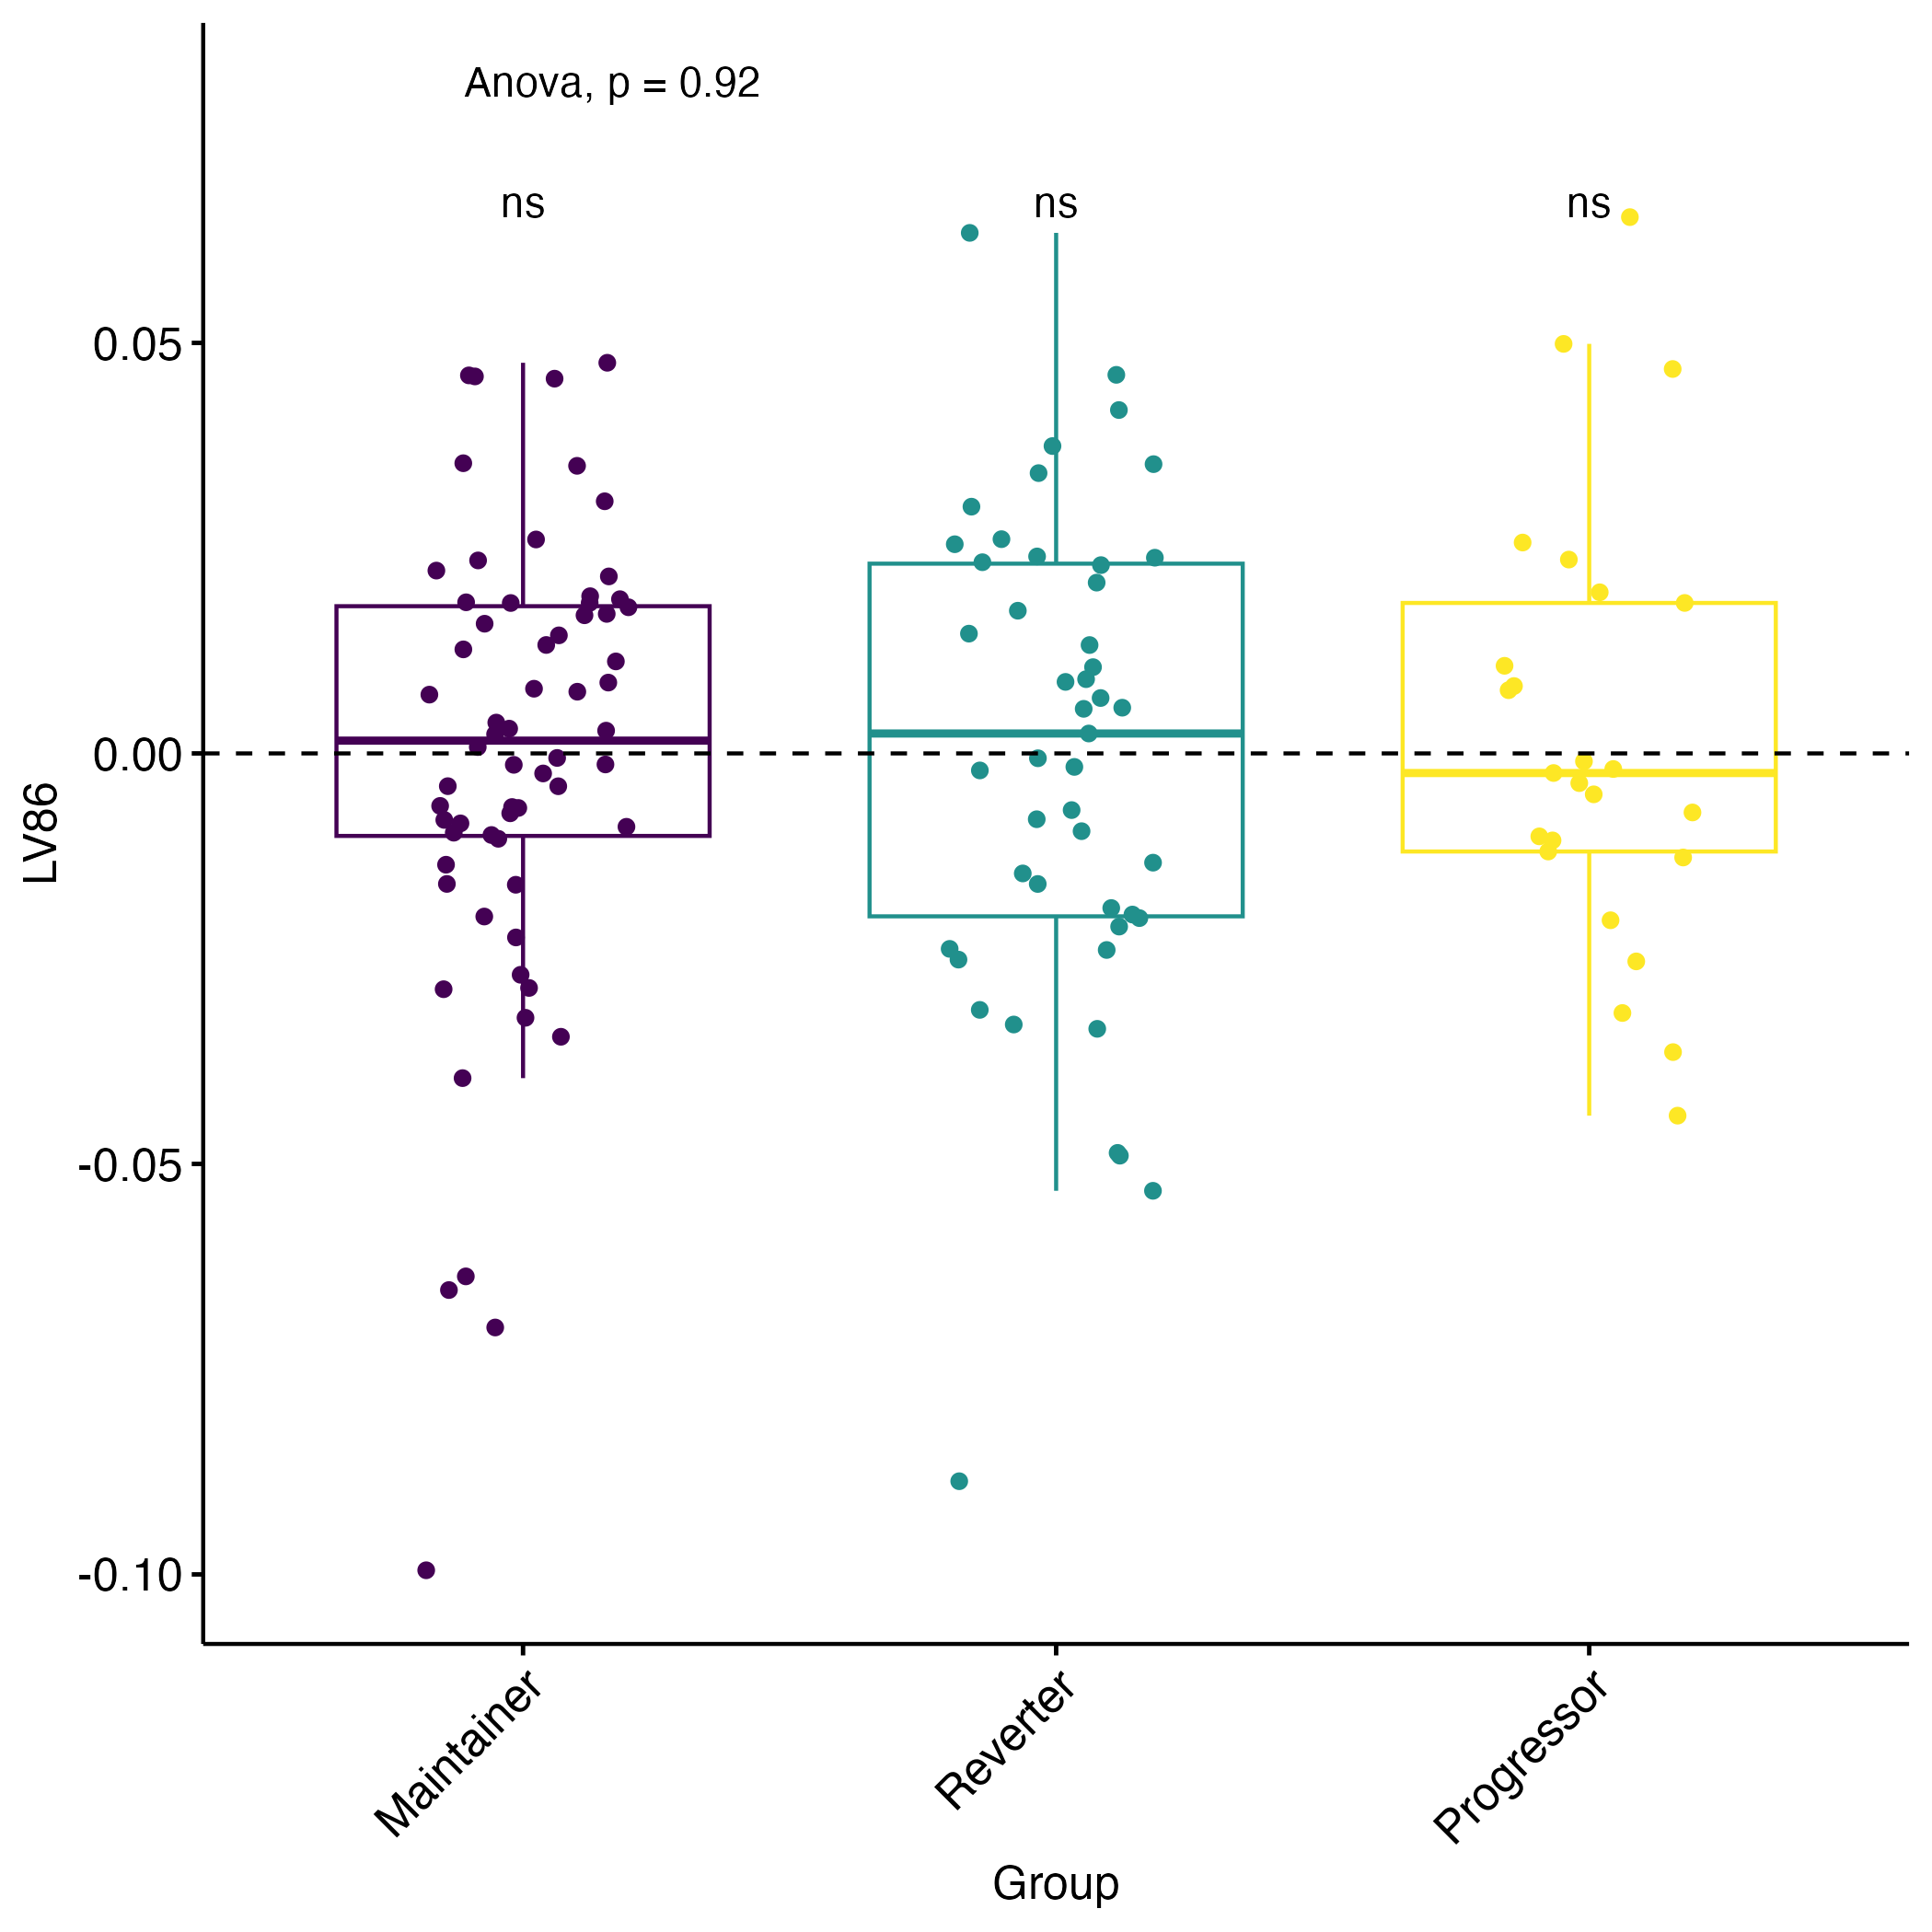 Anova, p = 0.92
ns ns ns
0.05
0.00
-0.05
-0.10
LV86
Maintainer Reverter Progressor
Group